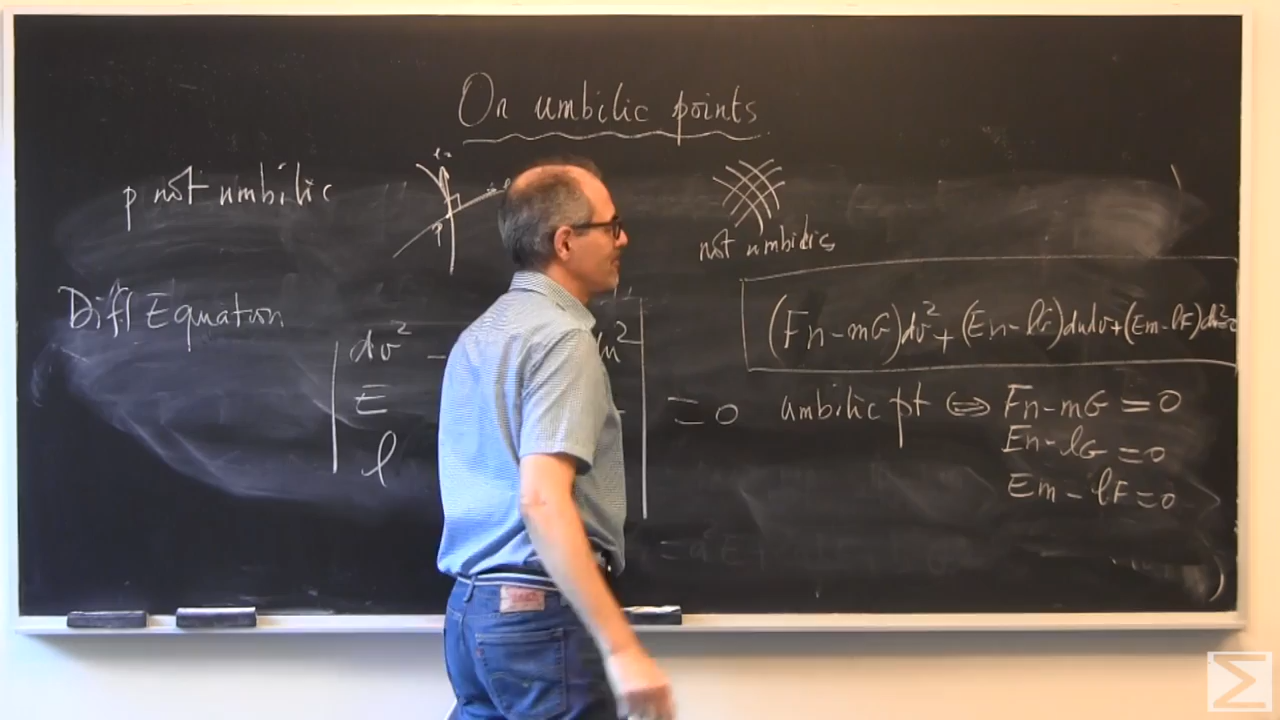 On umbilic points
p not umbilic
p
not umbilic
Diff'l Equation
dv² - u²
E
l
= 0
(Fn-mG)dv²+(En-lG)dudv+(Em-lF)du²=0
umbilic pt ⇔ Fn-mG = 0
En-lG = 0
Em-lF = 0
Σ